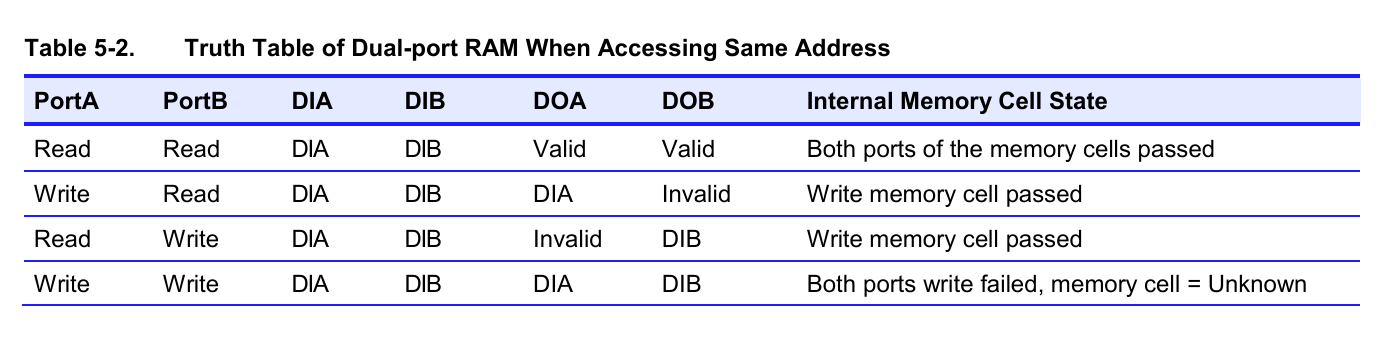 Table 5-2. Truth Table of Dual-port RAM When Accessing Same Address
PortA PortB DIA DIB DOA DOB Internal Memory Cell State
Read Read DIA DIB Valid Valid Both ports of the memory cells passed
Write Read DIA DIB DIA Invalid Write memory cell passed
Read Write DIA DIB Invalid DIB Write memory cell passed
Write Write DIA DIB DIA DIB Both ports write failed, memory cell = Unknown